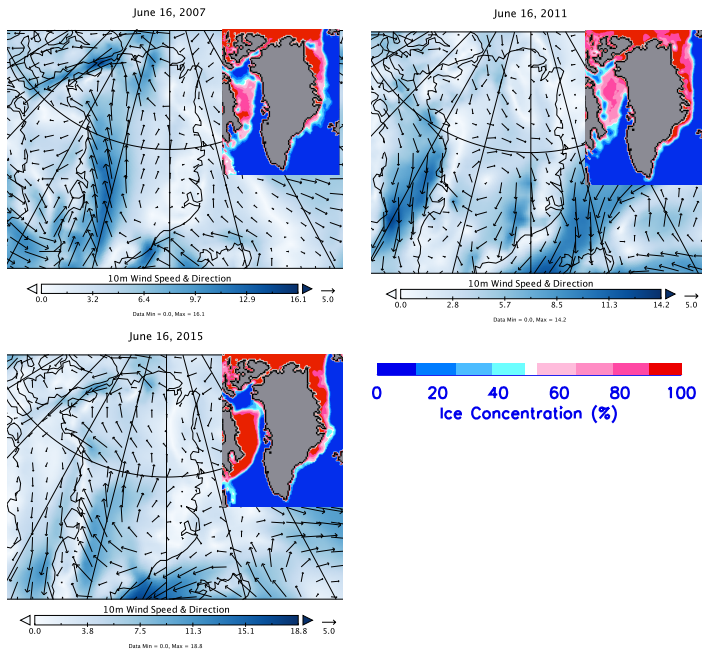 June 16, 2007
10m Wind Speed & Direction
0.0 3.2 6.4 9.7 12.9 16.1 5.0
Data Min = 0.0, Max = 16.1
June 16, 2011
10m Wind Speed & Direction
0.0 2.8 5.7 8.5 11.3 14.2 5.0
Data Min = 0.0, Max = 14.2
June 16, 2015
10m Wind Speed & Direction
0.0 3.8 7.5 11.3 15.1 18.8 5.0
Data Min = 0.0, Max = 18.8
0 20 40 60 80 100
Ice Concentration (%)